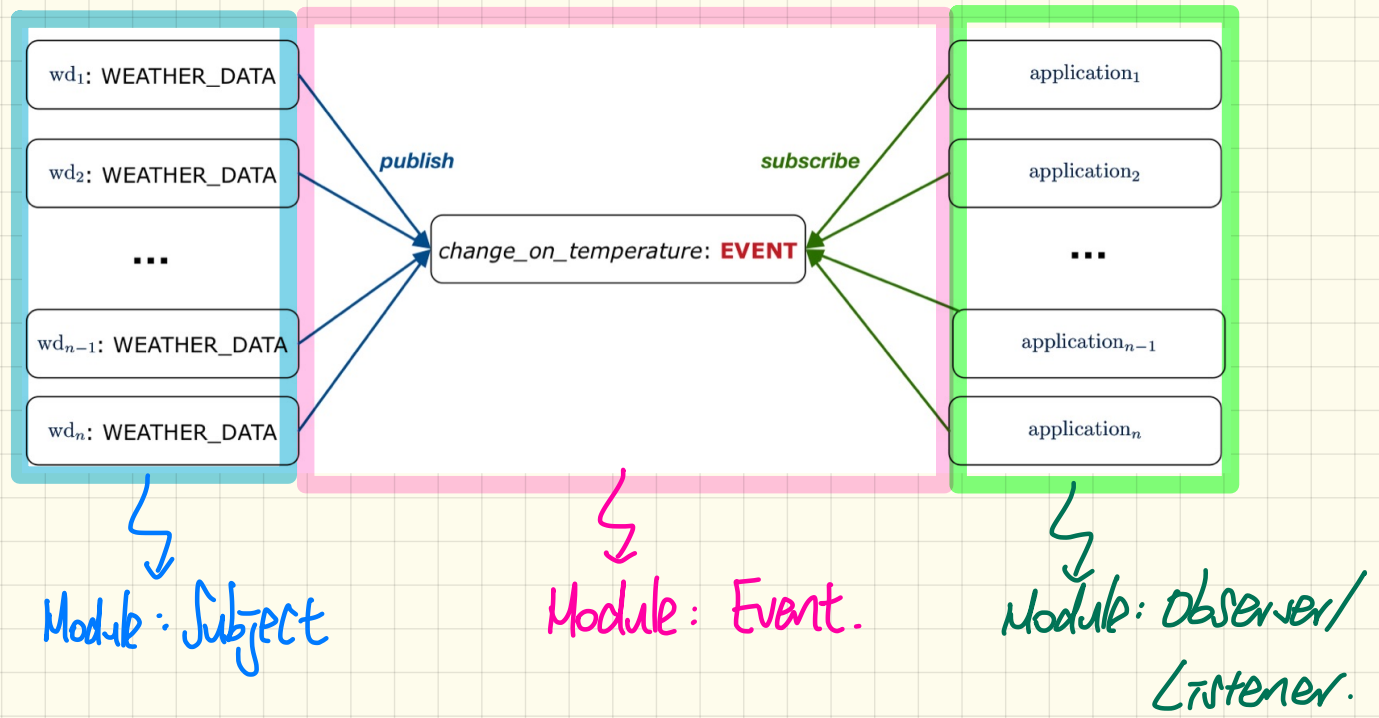 wd₁: WEATHER_DATA
wd₂: WEATHER_DATA
...
wdₙ₋₁: WEATHER_DATA
wdₙ: WEATHER_DATA
publish
change_on_temperature: EVENT
subscribe
application₁
application₂
...
applicationₙ₋₁
applicationₙ
Module: Subject
Module: Event.
Module: Observer/
Listener.